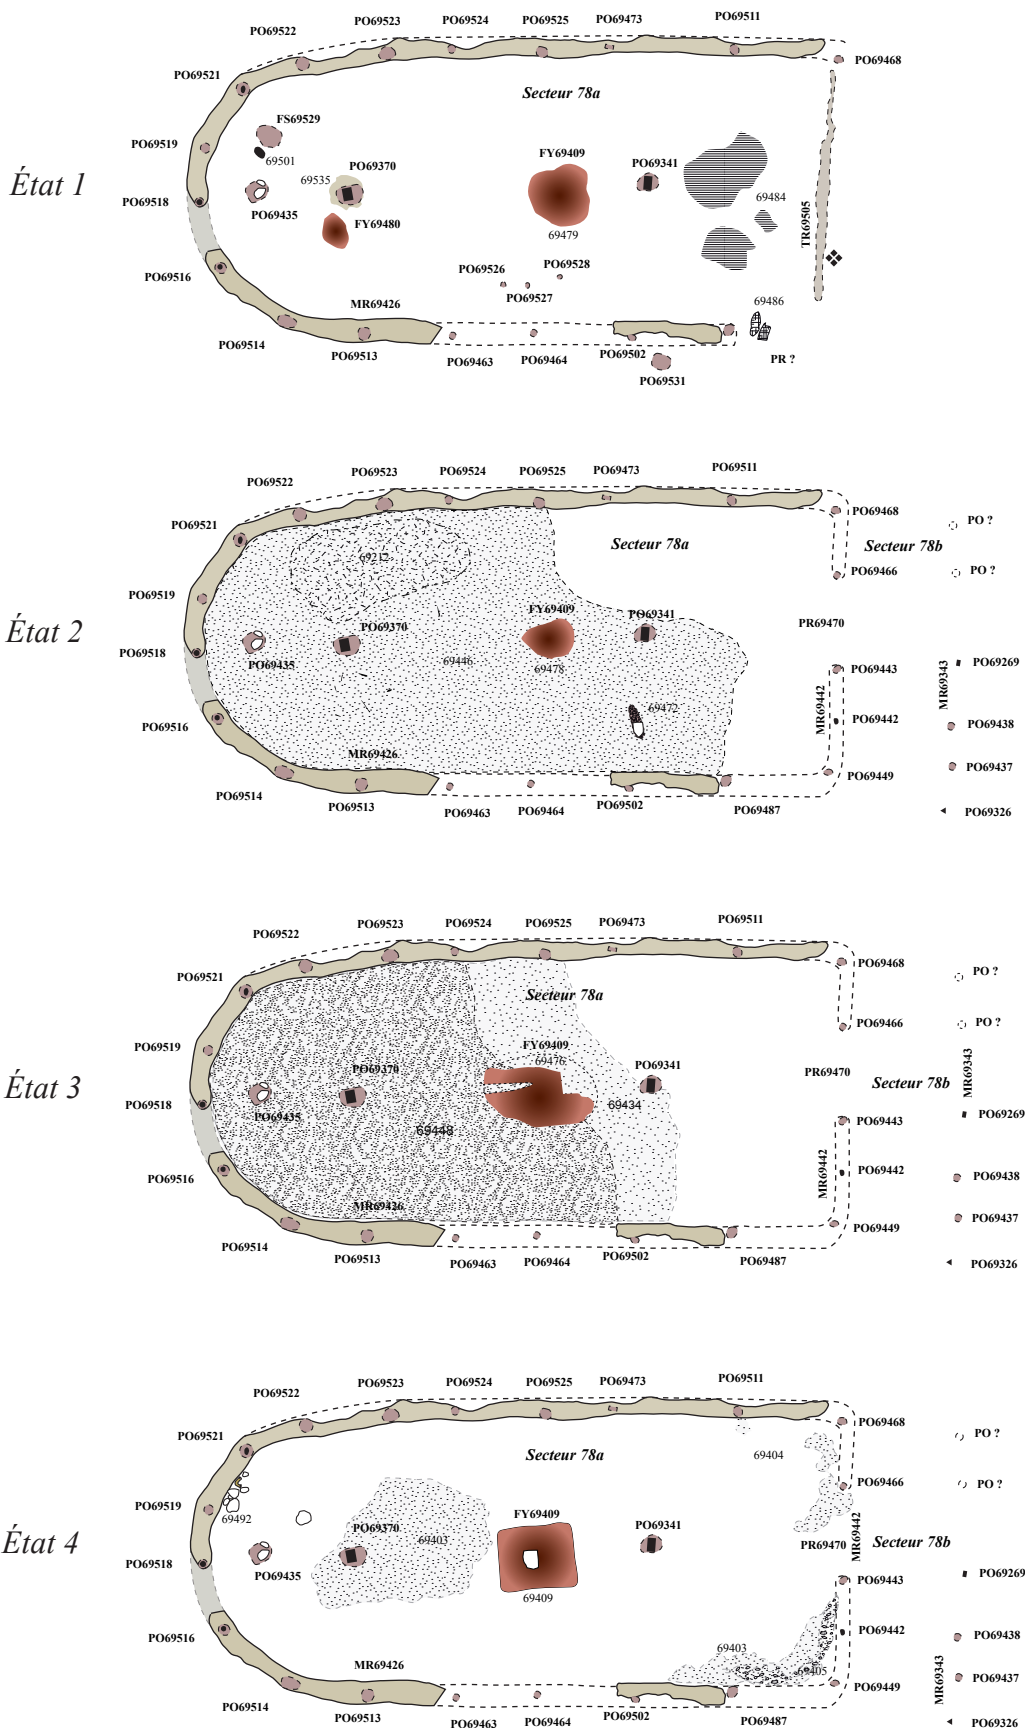 État 1
PO69522
PO69523
PO69524
PO69525
PO69473
PO69511
PO69468
PO69521
Secteur 78a
FS69529
PO69519
69501
69535
PO69370
FY69409
PO69341
69484
TR69505
PO69518
PO69435
FY69480
69479
PO69516
PO69526
PO69528
PO69527
MR69426
69486
PO69514
PO69513
PO69463
PO69464
PO69502
PR ?
PO69531
État 2
PO69522
PO69523
PO69524
PO69525
PO69473
PO69511
PO69468
PO ?
PO69521
Secteur 78a
Secteur 78b
69212
PO69466
PO ?
PO69519
FY69409
PO69341
PO69370
PR69470
PO69518
PO69435
69446
69478
PO69443
MR69343
PO69269
69472
MR69442
PO69442
PO69438
PO69516
MR69426
PO69449
PO69437
PO69514
PO69513
PO69463
PO69464
PO69502
PO69487
PO69326
État 3
PO69522
PO69523
PO69524
PO69525
PO69473
PO69511
PO69468
PO ?
PO69521
Secteur 78a
PO69466
PO ?
PO69519
FY69409
69476
PO69341
PO69370
PR69470
Secteur 78b
MR69343
PO69518
PO69435
69434
69448
PO69443
PO69269
MR69442
PO69442
PO69438
PO69516
MR69426
PO69449
PO69437
PO69514
PO69513
PO69463
PO69464
PO69502
PO69487
PO69326
État 4
PO69522
PO69523
PO69524
PO69525
PO69473
PO69511
PO69468
PO ?
PO69521
Secteur 78a
69404
PO69466
PO ?
PO69519
69492
FY69409
PO69341
PO69370
69403
PR69470
MR69442
Secteur 78b
PO69518
PO69435
69409
PO69443
PO69269
PO69516
69403
PO69442
PO69438
MR69426
69405
PO69449
MR69343
PO69437
PO69514
PO69513
PO69463
PO69464
PO69502
PO69487
PO69326